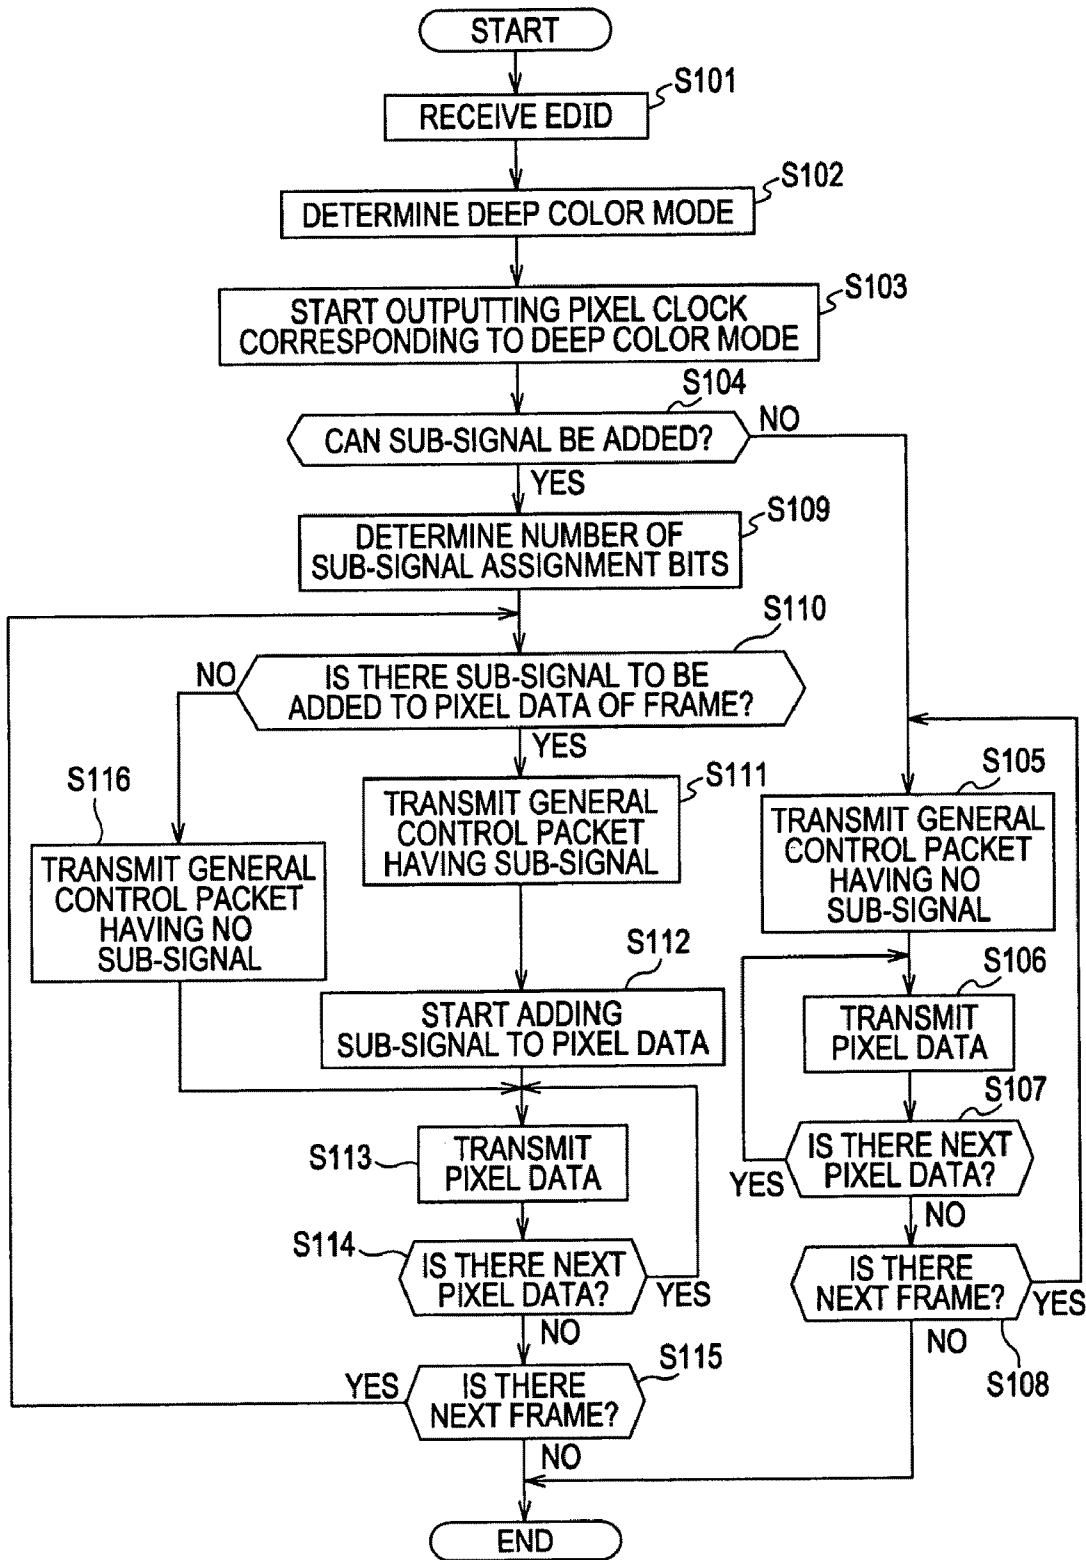 START
S101
RECEIVE EDID
S102
DETERMINE DEEP COLOR MODE
S103
START OUTPUTTING PIXEL CLOCK
CORRESPONDING TO DEEP COLOR MODE
S104
CAN SUB-SIGNAL BE ADDED?
NO
YES
S109
DETERMINE NUMBER OF
SUB-SIGNAL ASSIGNMENT BITS
S110
NO
IS THERE SUB-SIGNAL TO BE
ADDED TO PIXEL DATA OF FRAME?
YES
S116
TRANSMIT GENERAL
CONTROL PACKET
HAVING NO
SUB-SIGNAL
S111
TRANSMIT GENERAL
CONTROL PACKET
HAVING SUB-SIGNAL
S105
TRANSMIT GENERAL
CONTROL PACKET
HAVING NO
SUB-SIGNAL
S112
START ADDING
SUB-SIGNAL TO PIXEL DATA
S106
TRANSMIT
PIXEL DATA
S107
IS THERE NEXT
PIXEL DATA?
YES
NO
S113
TRANSMIT
PIXEL DATA
S114
IS THERE NEXT
PIXEL DATA?
YES
NO
IS THERE
NEXT FRAME?
YES
NO
S108
S115
YES
IS THERE
NEXT FRAME?
NO
END